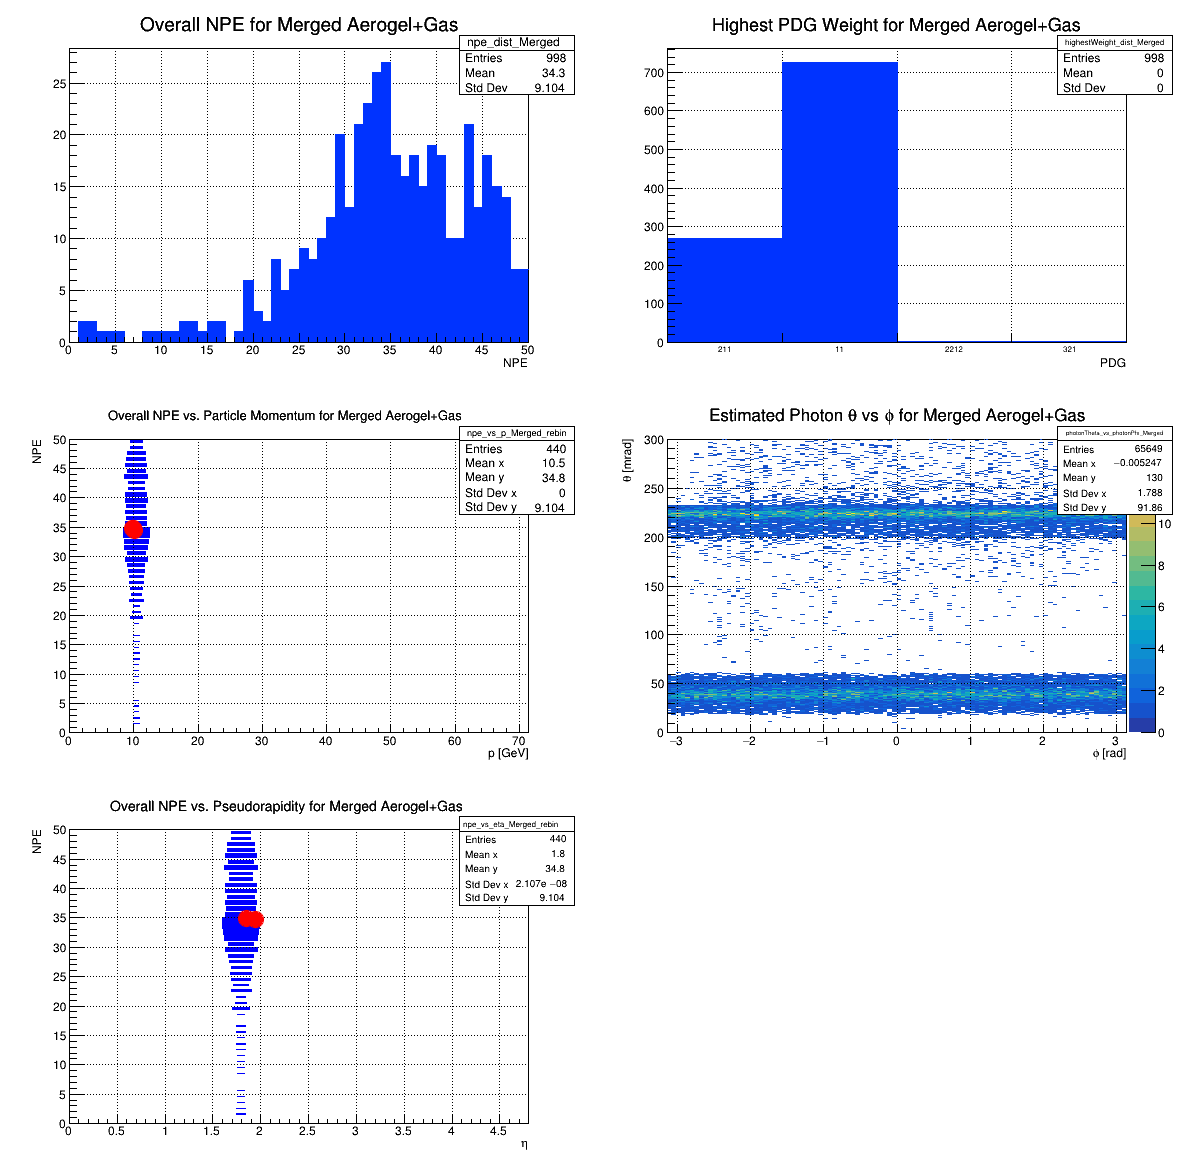 Overall NPE for Merged Aerogel+Gas
npe_dist_Merged
Entries 998
Mean 34.3
Std Dev 9.104
25
20
15
10
5
0
0 5 10 15 20 25 30 35 40 45 50
NPE
Highest PDG Weight for Merged Aerogel+Gas
highestWeight_dist_Merged
Entries 998
Mean 0
Std Dev 0
700
600
500
400
300
200
100
0
211 11 2212 321
PDG
Overall NPE vs. Particle Momentum for Merged Aerogel+Gas
npe_vs_p_Merged_rebin
Entries 440
Mean x 10.5
Mean y 34.8
Std Dev x 0
Std Dev y 9.104
NPE
50
45
40
35
30
25
20
15
10
5
0
0 10 20 30 40 50 60 70
p [GeV]
Estimated Photon θ vs ϕ for Merged Aerogel+Gas
photonTheta_vs_photonPhi_Merged
Entries 65649
Mean x −0.005247
Mean y 130
Std Dev x 1.788
Std Dev y 91.86
θ [mrad]
300
250
200
150
100
50
0
−3 −2 −1 0 1 2 3
ϕ [rad]
10
8
6
4
2
0
Overall NPE vs. Pseudorapidity for Merged Aerogel+Gas
npe_vs_eta_Merged_rebin
Entries 440
Mean x 1.8
Mean y 34.8
Std Dev x 2.107e −08
Std Dev y 9.104
NPE
50
45
40
35
30
25
20
15
10
5
0
0 0.5 1 1.5 2 2.5 3 3.5 4 4.5
η